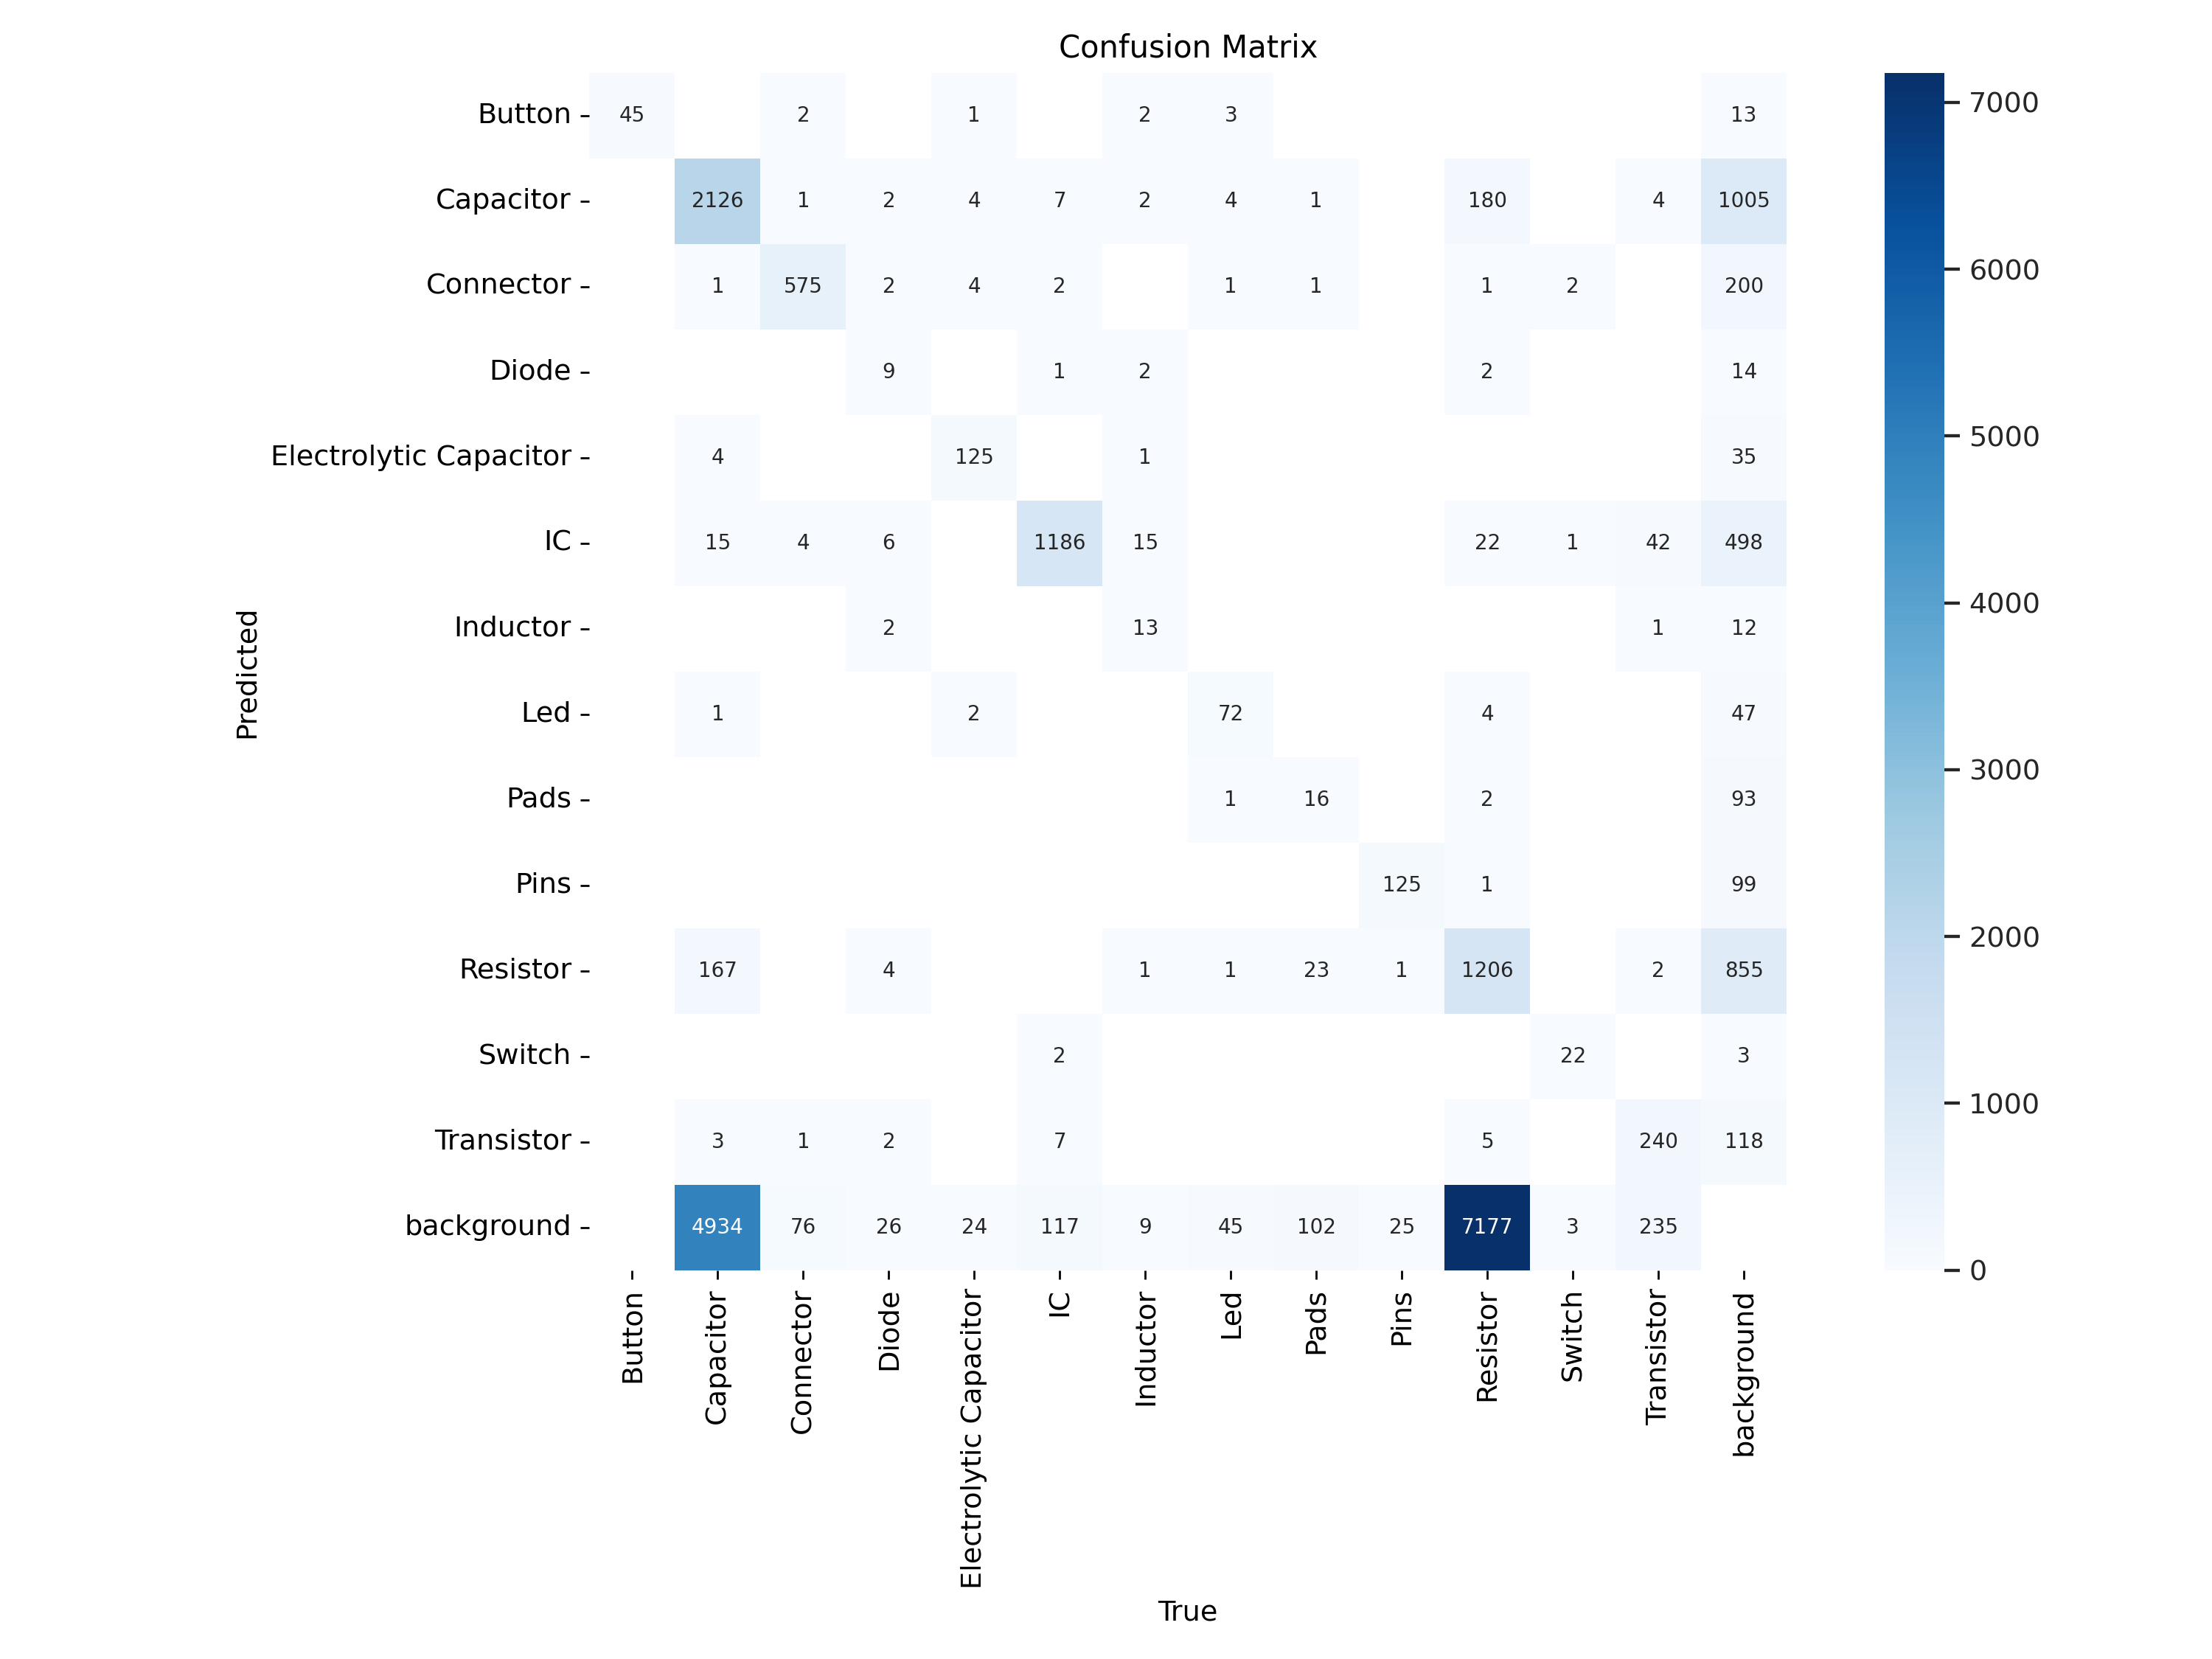 Confusion Matrix
Button 45 2 1 2 3 13
Capacitor 2126 1 2 4 7 2 4 1 180 4 1005
Connector 1 575 2 4 2 1 1 1 2 200
Diode 9 1 2 2 14
Electrolytic Capacitor 4 125 1 35
IC 15 4 6 1186 15 22 1 42 498
Inductor 2 13 1 12
Led 1 2 72 4 47
Pads 1 16 2 93
Pins 125 1 99
Resistor 167 4 1 1 23 1 1206 2 855
Switch 2 22 3
Transistor 3 1 2 7 5 240 118
background 4934 76 26 24 117 9 45 102 25 7177 3 235
Predicted
Button
Capacitor
Connector
Diode
Electrolytic Capacitor
IC
Inductor
Led
Pads
Pins
Resistor
Switch
Transistor
background
True
7000
6000
5000
4000
3000
2000
1000
0